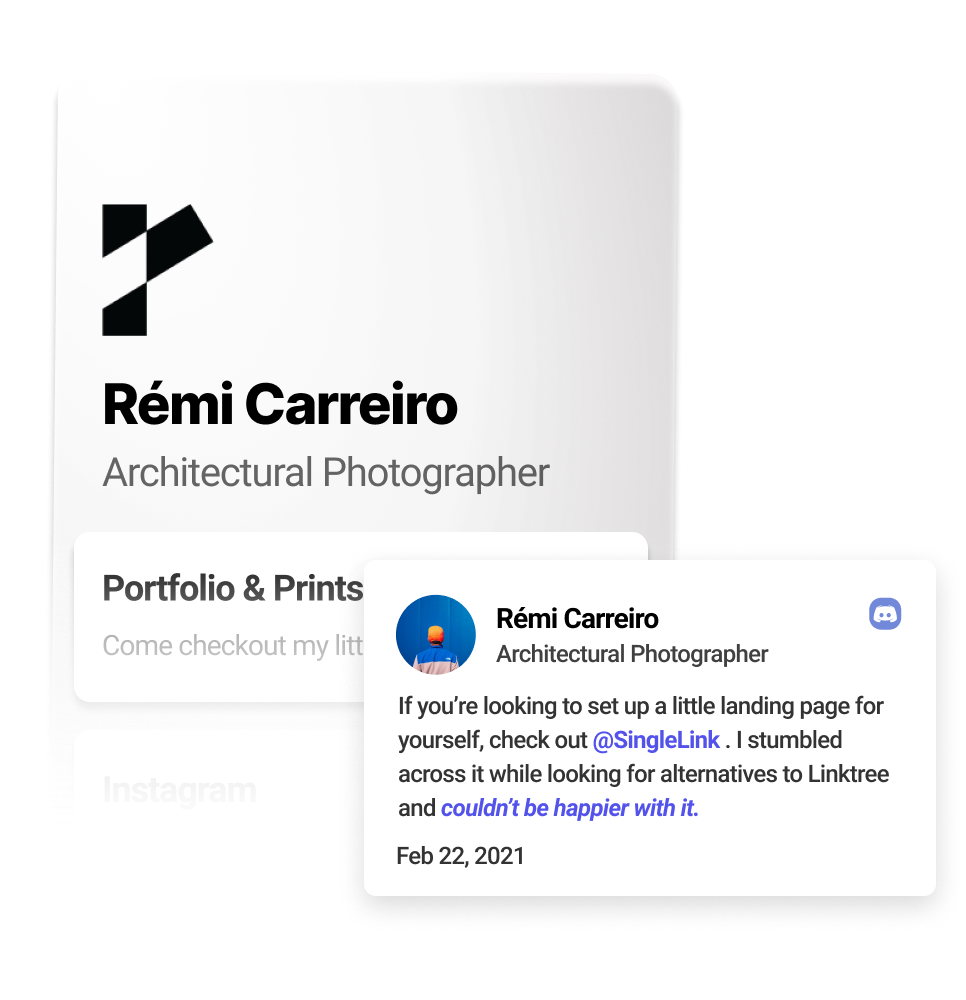 Rémi Carreiro
Architectural Photographer
Portfolio & Prints
Come checkout my
Instagram
Rémi Carreiro
Architectural Photographer
If you’re looking to set up a little landing page for
yourself, check out @SingleLink . I stumbled
across it while looking for alternatives to Linktree
and couldn’t be happier with it.
Feb 22, 2021